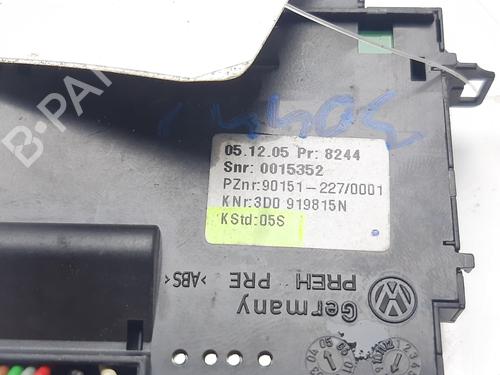 B-PARTS
05.12.05 Pr: 8244
Snr: 0015352
PZnr:90151-227/0001
KNr:3D0 919815N
KStd:05S
>ABS<
PREH PRE
Germany